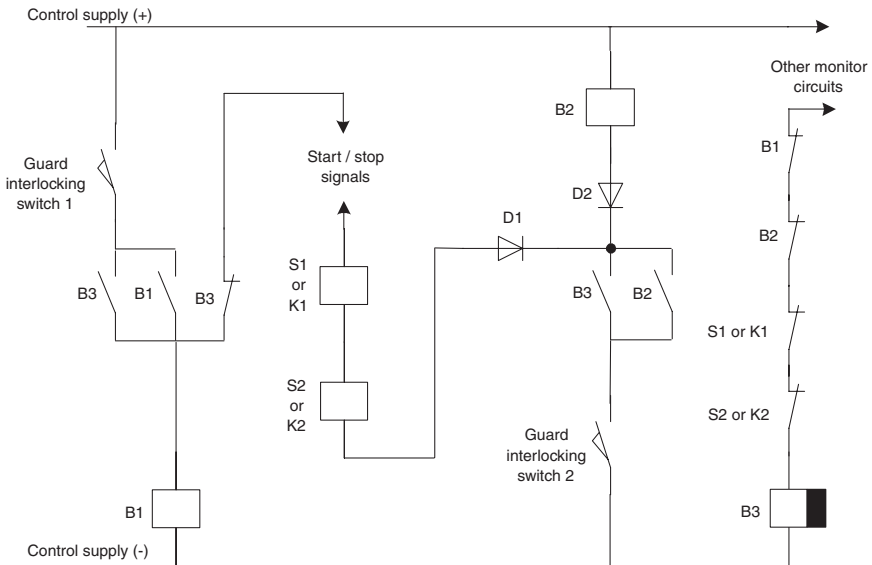 Control supply (+)
Other monitor
circuits
B2
B1
Guard
interlocking
switch 1
Start / stop
signals
D2
D1
B2
S1
or
K1
B3
B1
B3
B3
B2
S1 or K1
S2
or
K2
S2 or K2
Guard
interlocking
switch 2
B1
B3
Control supply (-)